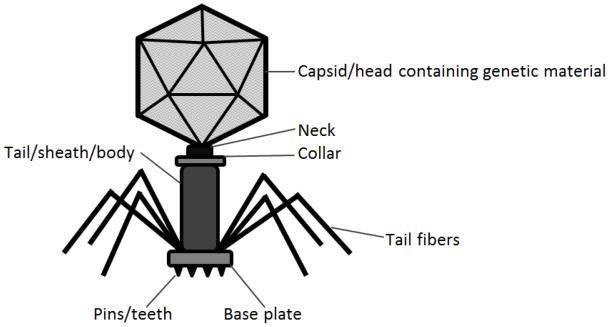 Capsid/head containing genetic material
Neck
Tail/sheath/body
Collar
Tail fibers
Pins/teeth
Base plate